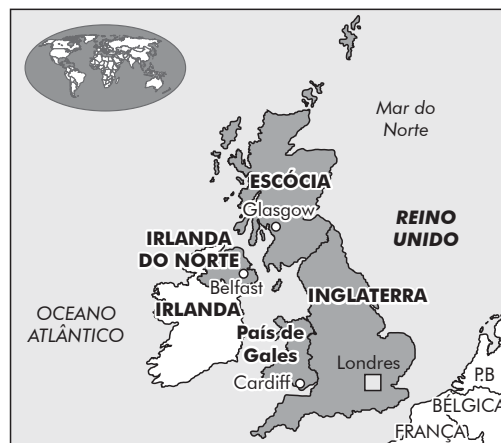 Mar do
Norte
ESCÓCIA
Glasgow
REINO
UNIDO
IRLANDA
DO NORTE
Belfast
IRLANDA
INGLATERRA
OCEANO
ATLÂNTICO
País de
Gales
Cardiff
Londres
P.B
BÉLGICA
FRANÇA